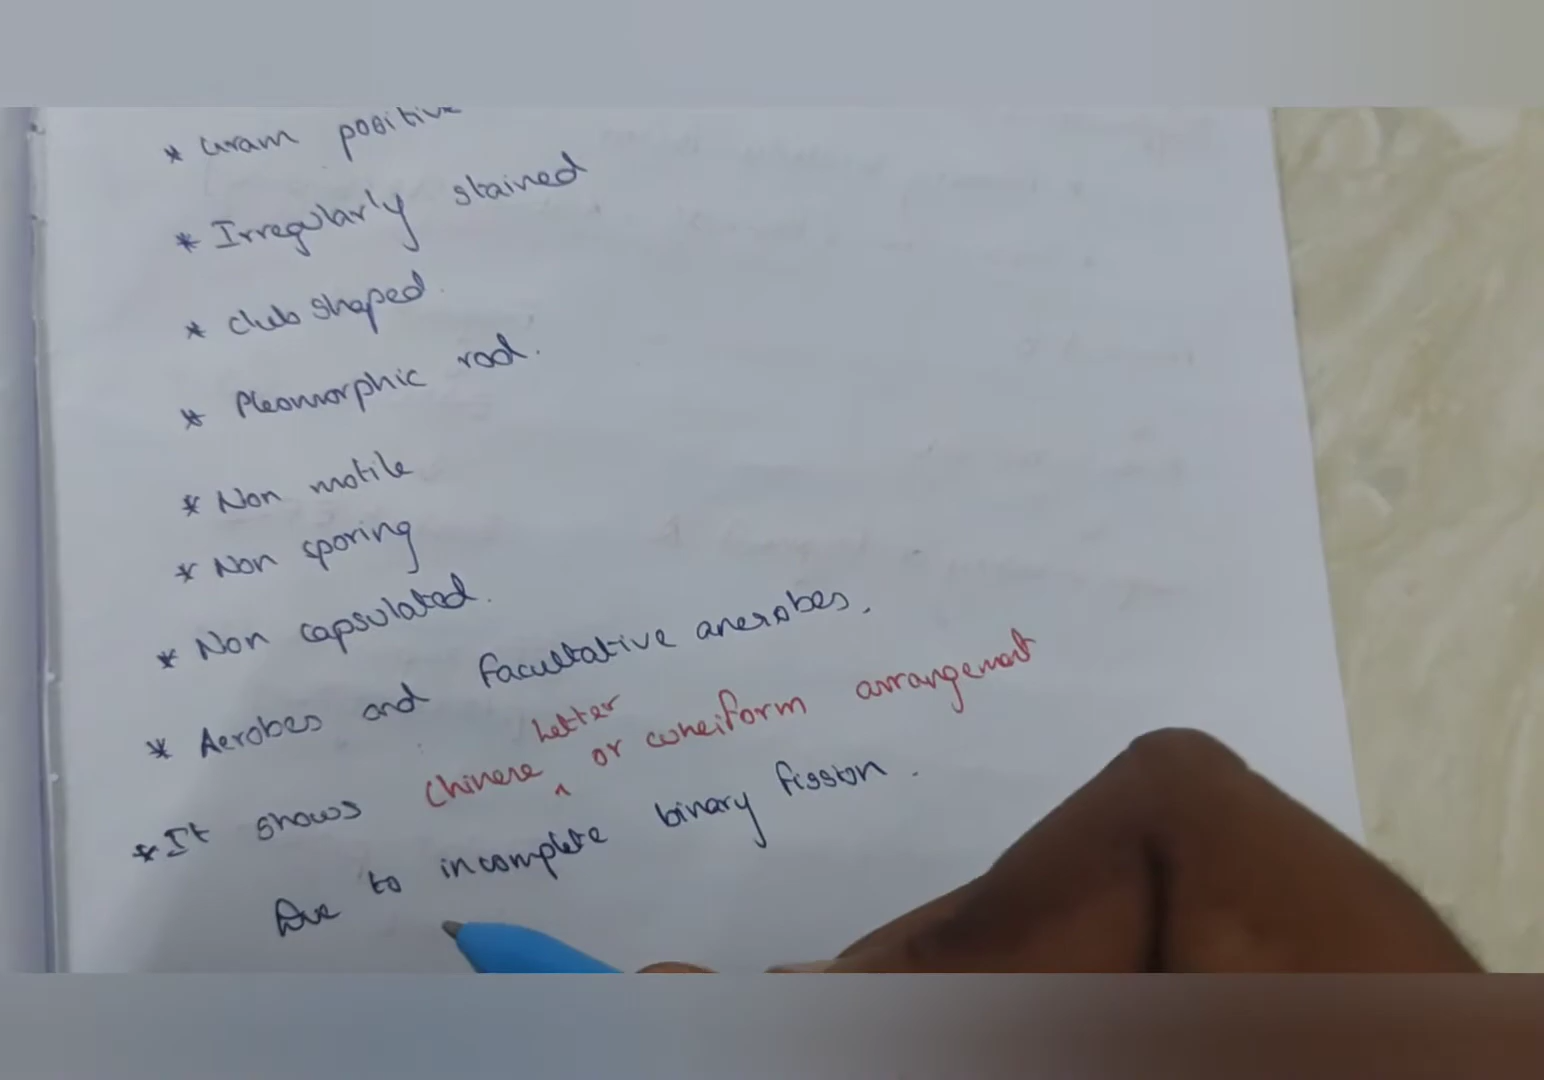 * Gram positive
* Irregularly stained
* club shaped.
* Pleomorphic rod.
* Non motile
* Non sporing
* Non capsulated.
* Aerobes and facultative anerobes.
* It shows chinese ^ letter or cuneiform arrangement
Due to incomplete binary fission.